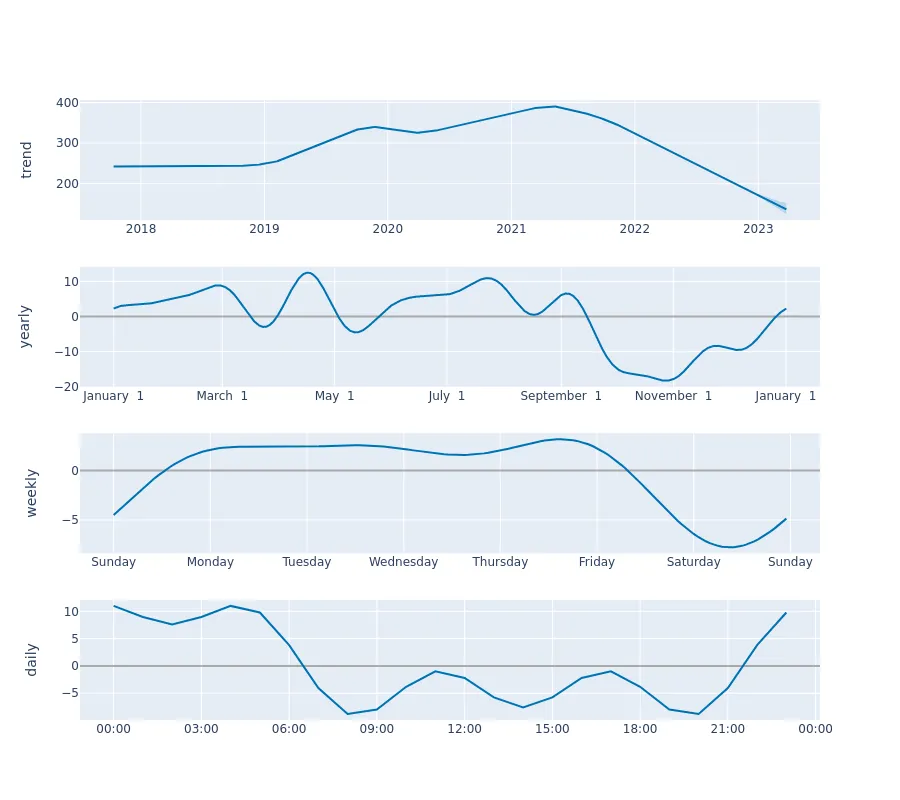 400
300
200
trend
2018 2019 2020 2021 2022 2023
10
0
−10
−20
yearly
January 1 March 1 May 1 July 1 September 1 November 1 January 1
0
−5
weekly
Sunday Monday Tuesday Wednesday Thursday Friday Saturday Sunday
10
5
0
−5
daily
00:00 03:00 06:00 09:00 12:00 15:00 18:00 21:00 00:00